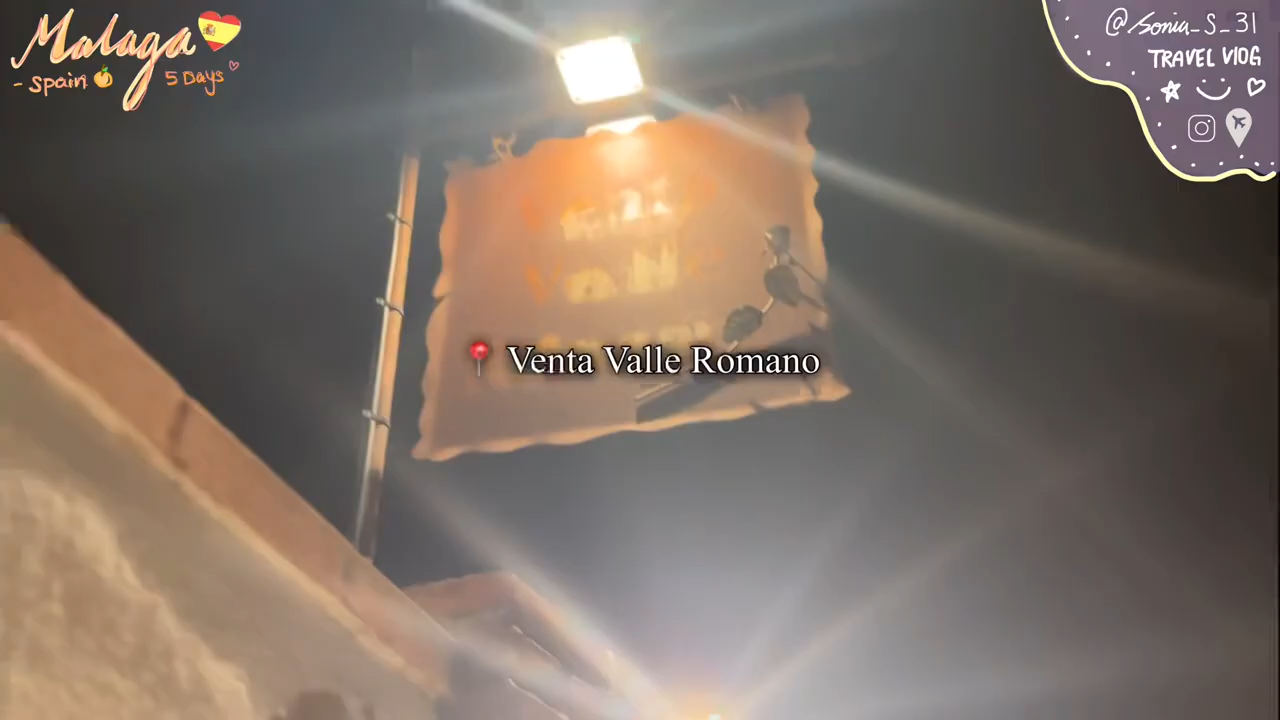 Malaga
- Spain 5 Days
@Sonia_S_31
TRAVEL VLOG
Venta Valle Romano